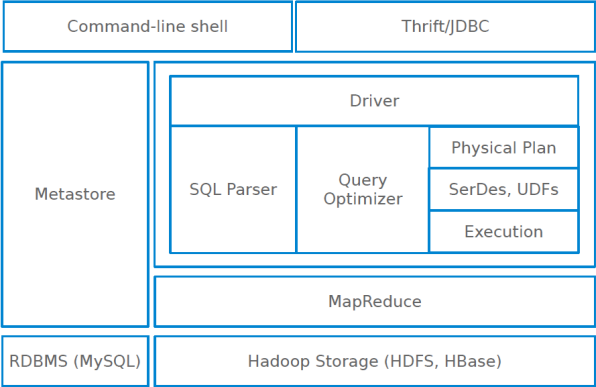 Command-line shell
Thrift/JDBC
Metastore
Driver
SQL Parser
Query
Optimizer
Physical Plan
SerDes, UDFs
Execution
MapReduce
RDBMS (MySQL)
Hadoop Storage (HDFS, HBase)